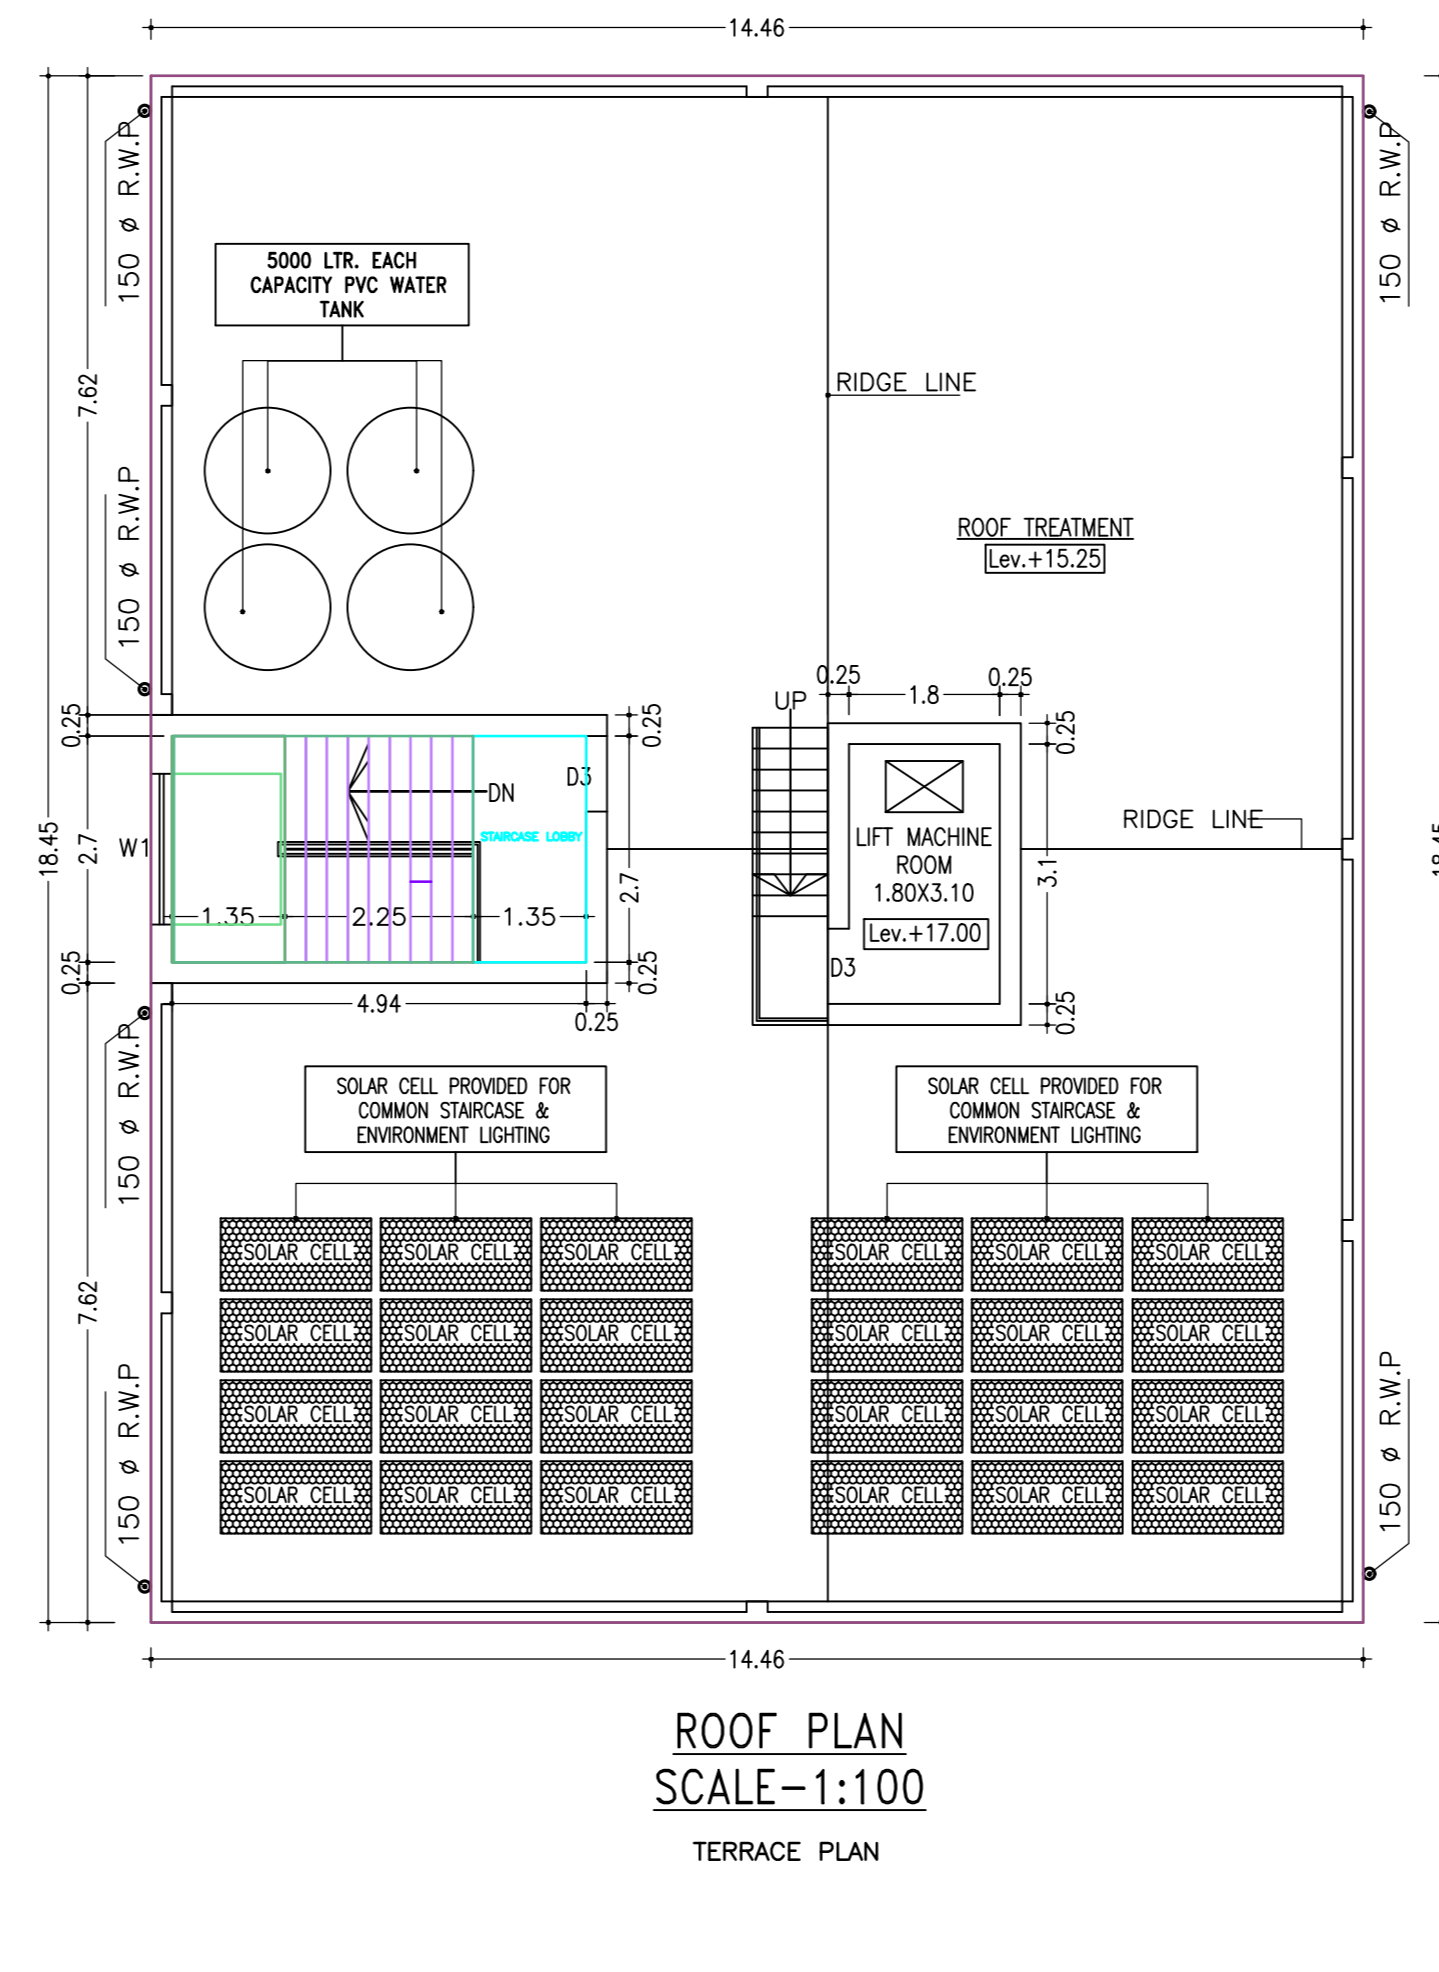 14.46
150 ø R.W.P
150 ø R.W.P
5000 LTR. EACH
CAPACITY PVC WATER
TANK
7.62
RIDGE LINE
150 ø R.W.P
ROOF TREATMENT
Lev.+15.25
0.25
1.8
0.25
UP
0.25
0.25
0.25
D3
DN
STAIRCASE LOBBY
W1
18.45
2.7
2.7
1.35
2.25
1.35
LIFT MACHINE
ROOM
1.80X3.10
Lev.+17.00
3.1
RIDGE LINE
18.45
D3
0.25
0.25
4.94
0.25
0.25
150 ø R.W.P
SOLAR CELL PROVIDED FOR
COMMON STAIRCASE &
ENVIRONMENT LIGHTING
SOLAR CELL PROVIDED FOR
COMMON STAIRCASE &
ENVIRONMENT LIGHTING
7.62
SOLAR CELL SOLAR CELL SOLAR CELL SOLAR CELL SOLAR CELL SOLAR CELL
SOLAR CELL SOLAR CELL SOLAR CELL SOLAR CELL SOLAR CELL SOLAR CELL
SOLAR CELL SOLAR CELL SOLAR CELL SOLAR CELL SOLAR CELL SOLAR CELL
SOLAR CELL SOLAR CELL SOLAR CELL SOLAR CELL SOLAR CELL SOLAR CELL
150 ø R.W.P
150 ø R.W.P
14.46
ROOF PLAN
SCALE-1:100
TERRACE PLAN